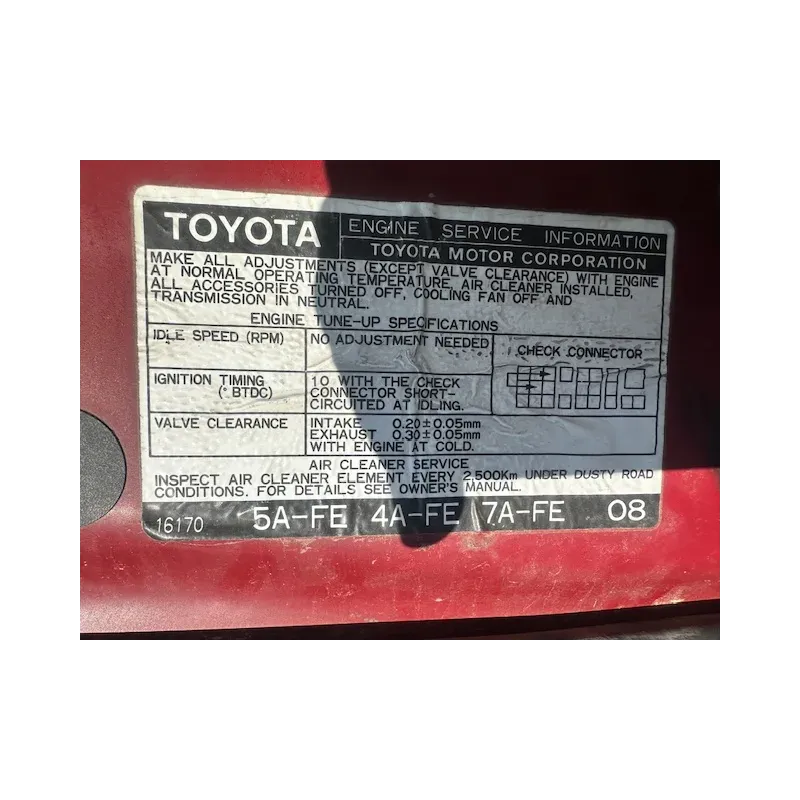 TOYOTA
ENGINE SERVICE INFORMATION
TOYOTA MOTOR CORPORATION
MAKE ALL ADJUSTMENTS (EXCEPT VALVE CLEARANCE) WITH ENGINE
AT NORMAL OPERATING TEMPERATURE, AIR CLEANER INSTALLED,
ALL ACCESSORIES TURNED OFF, COOLING FAN OFF AND
TRANSMISSION IN NEUTRAL.
ENGINE TUNE-UP SPECIFICATIONS
IDLE SPEED (RPM) NO ADJUSTMENT NEEDED
CHECK CONNECTOR
IGNITION TIMING 10 WITH THE CHECK
(° BTDC) CONNECTOR SHORT-
CIRCUITED AT IDLING.
VALVE CLEARANCE INTAKE 0.20±0.05mm
EXHAUST 0.30±0.05mm
WITH ENGINE AT COLD.
AIR CLEANER SERVICE
INSPECT AIR CLEANER ELEMENT EVERY 2,500Km UNDER DUSTY ROAD
CONDITIONS. FOR DETAILS SEE OWNER'S MANUAL.
16170 5A-FE 4A-FE 7A-FE 08